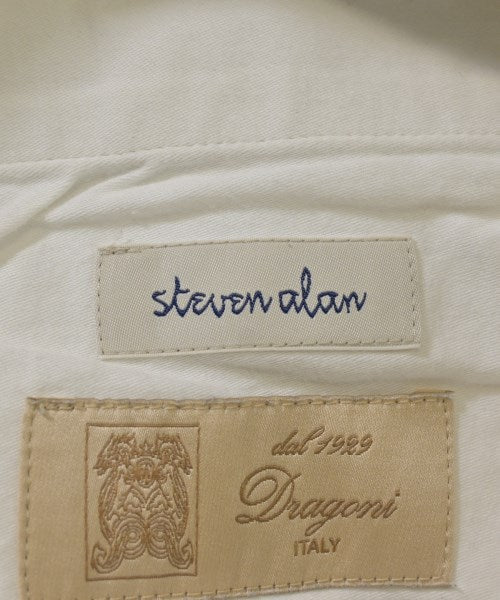 steven alan
dal 1929
Dragoni
ITALY